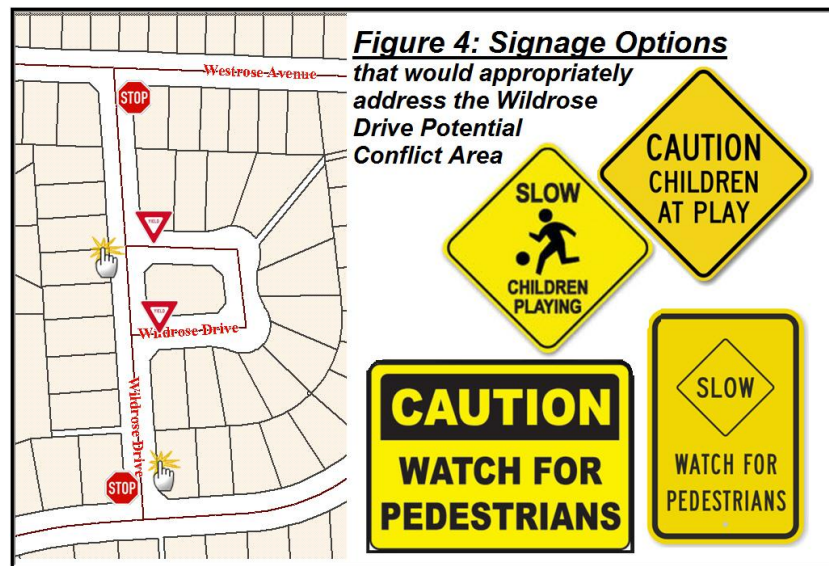 Figure 4: Signage Options
that would appropriately
address the Wildrose
Drive Potential
Conflict Area
Westrose Avenue
STOP
YIELD
YIELD
Wildrose Drive
Wildrose Drive
STOP
CAUTION
CHILDREN
AT PLAY
SLOW
CHILDREN
PLAYING
CAUTION
WATCH FOR
PEDESTRIANS
SLOW
WATCH FOR
PEDESTRIANS